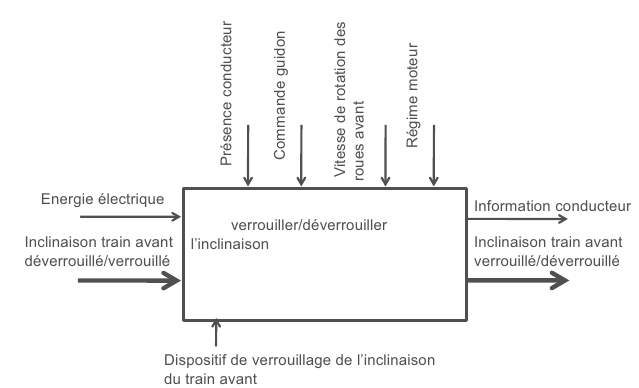 Présence conducteur
Commande guidon
Vitesse de rotation des
roues avant
Régime moteur
Energie électrique
Inclinaison train avant
déverrouillé/verrouillé
verrouiller/déverrouiller
l’inclinaison
Information conducteur
Inclinaison train avant
verrouillé/déverrouillé
Dispositif de verrouillage de l’inclinaison
du train avant